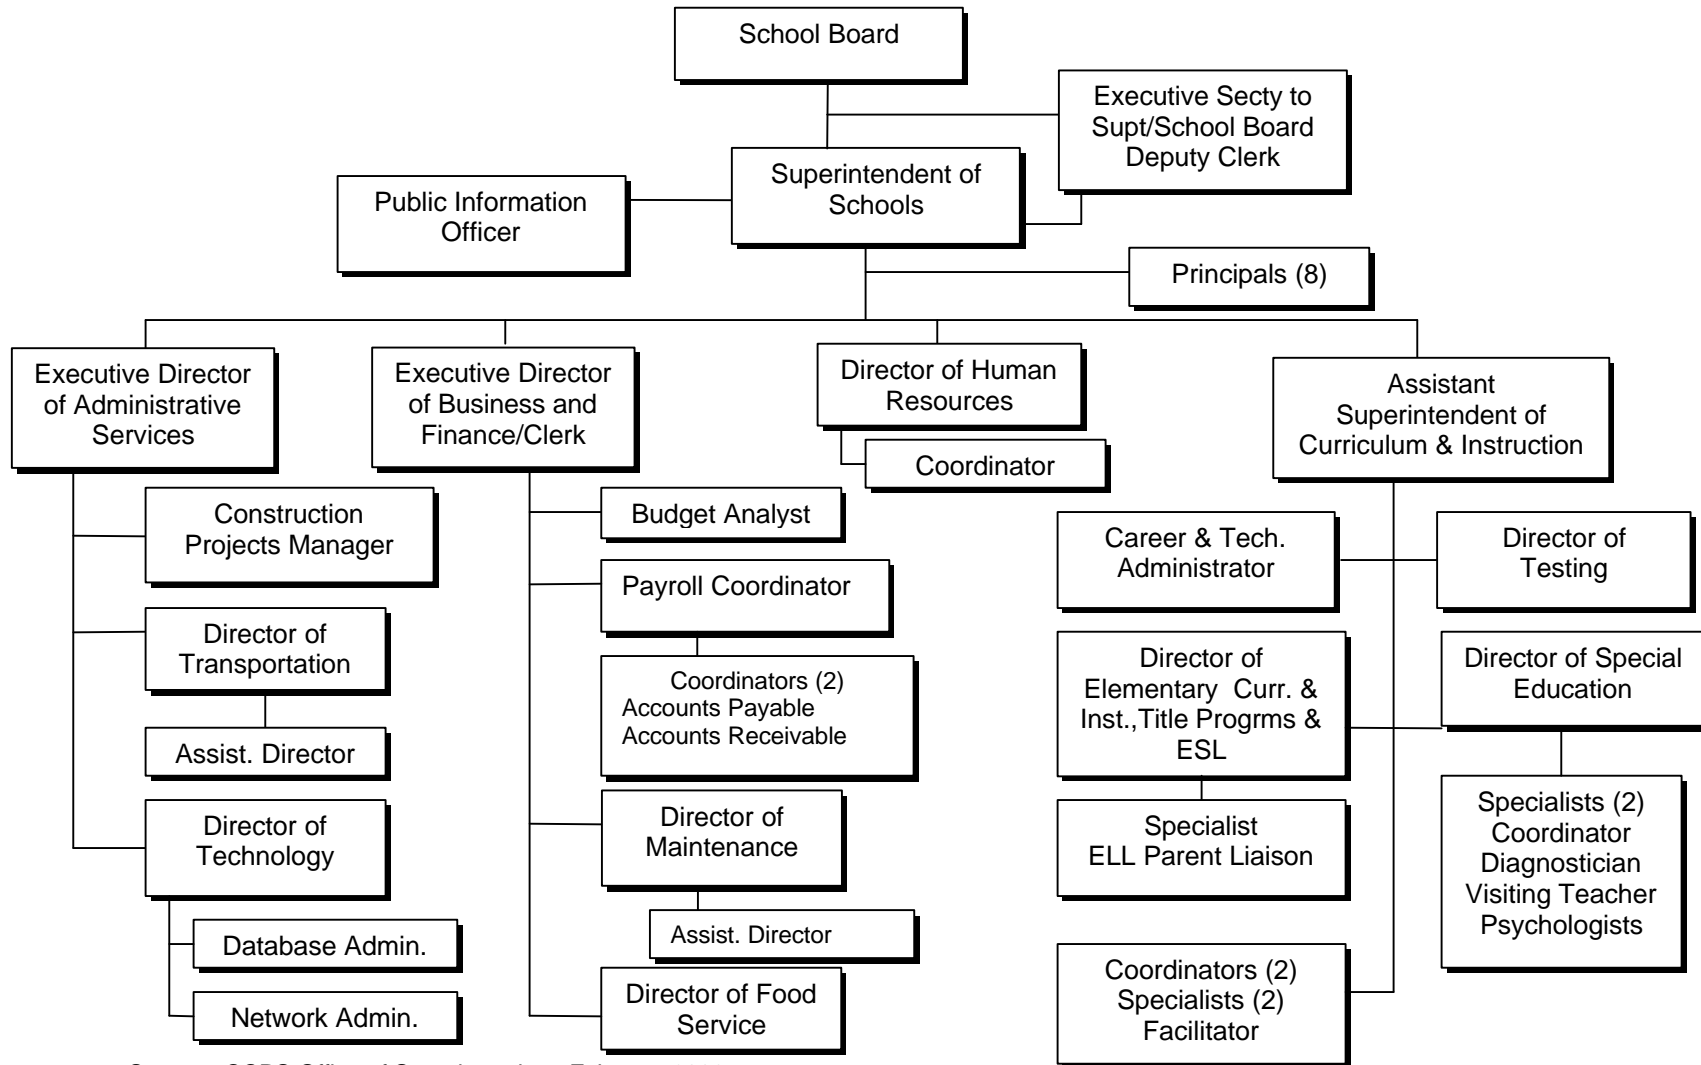 School Board
Executive Secty to
Supt/School Board
Deputy Clerk
Superintendent of
Schools
Public Information
Officer
Principals (8)
Executive Director
of Administrative
Services
Executive Director
of Business and
Finance/Clerk
Director of Human
Resources
Coordinator
Assistant
Superintendent of
Curriculum & Instruction
Construction
Projects Manager
Director of
Transportation
Assist. Director
Director of
Technology
Database Admin.
Network Admin.
Budget Analyst
Payroll Coordinator
Coordinators (2)
Accounts Payable
Accounts Receivable
Director of
Maintenance
Assist. Director
Director of Food
Service
Career & Tech.
Administrator
Director of
Testing
Director of
Elementary Curr. &
Inst.,Title Progrms &
ESL
Specialist
ELL Parent Liaison
Director of Special
Education
Specialists (2)
Coordinator
Diagnostician
Visiting Teacher
Psychologists
Coordinators (2)
Specialists (2)
Facilitator